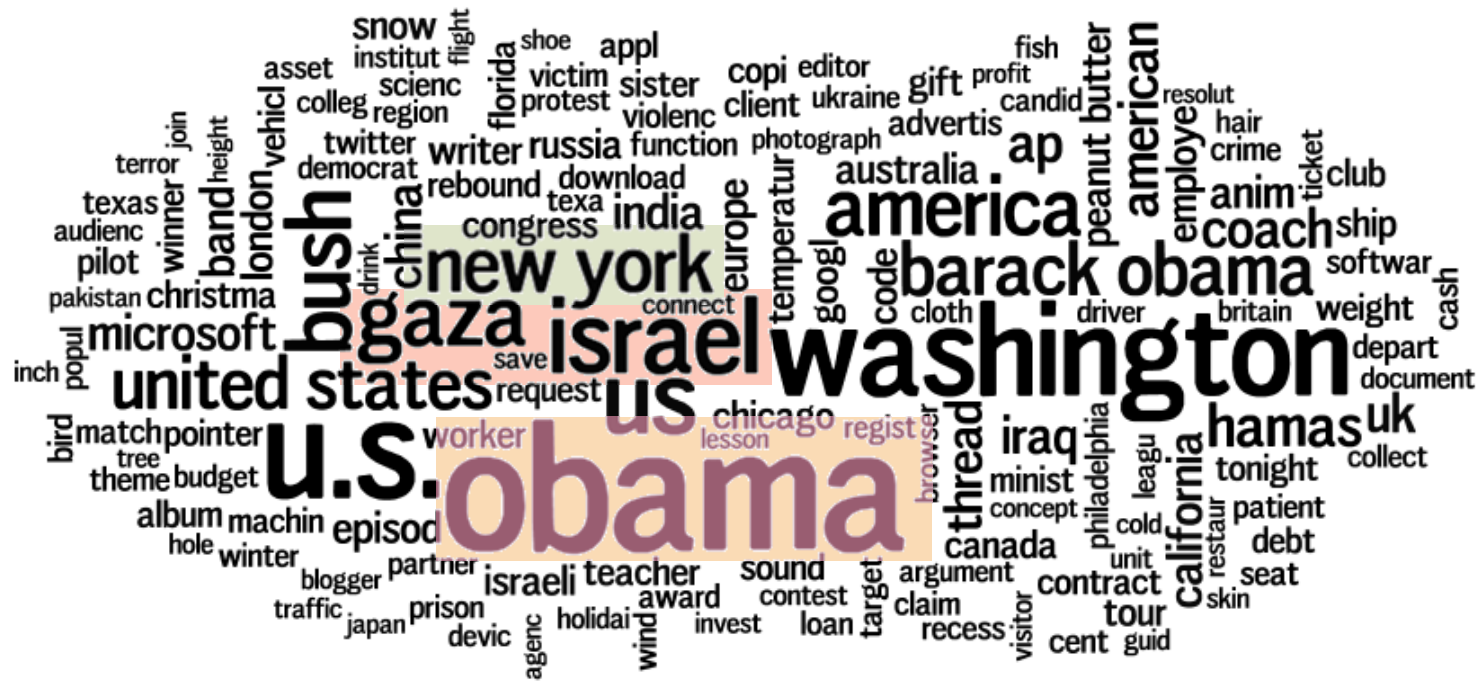 snow
flight
shoe
appl
fish
institut
asset
scienc
florida
victim
sister
copi
editor
gift
profit
peanut butter
american
colleg
region
protest
violenc
client
ukraine
candid
resolut
vehicl
join
height
twitter
writer
russia
function
photograph
advertis
ap
employe
hair
crime
ticket
terror
democrat
rebound
download
australia
anim
club
texas
winner
band
london
bush
china
texa
india
europe
temperatur
america
coach
ship
audienc
congress
pilot
drink
new york
googl
code
barack obama
softwar
cash
pakistan
christma
connect
cloth
driver
britain
weight
microsoft
gaza
israel
washington
depart
inch
popul
united states
save
request
us
document
bird
match
pointer
u.s.
worker
chicago
lesson
regist
browser
thread
iraq
philadelphia
leagu
california
hamas
uk
tree
theme
budget
obama
minist
tonight
collect
album
machin
episod
concept
cold
restaur
patient
hole
winter
canada
unit
debt
blogger
partner
israeli
teacher
sound
target
argument
contract
seat
traffic
japan
prison
award
contest
claim
tour
skin
devic
agenc
holidai
wind
invest
loan
recess
visitor
cent
guid